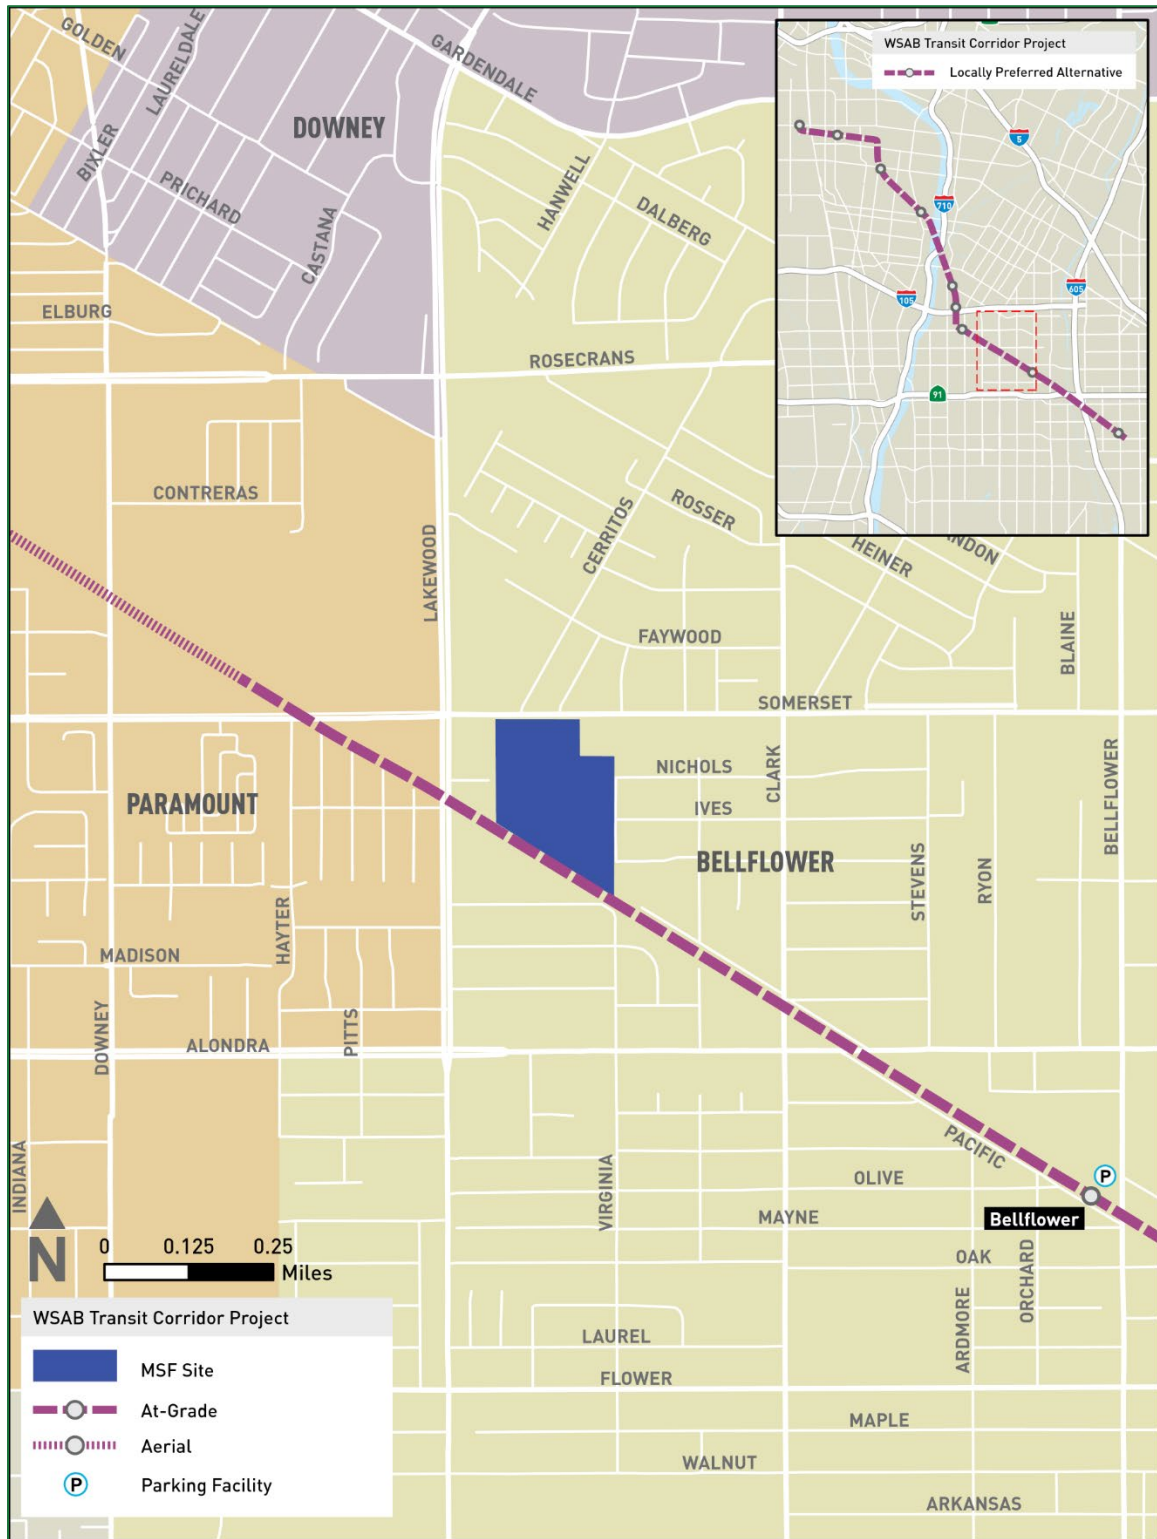 GOLDEN
LAURELDALE
GARDENDALE
DOWNEY
BIXLER
PRICHARD
CASTANA
HANWELL
DALBERG
ELBURG
ROSECRANS
WSAB Transit Corridor Project
Locally Preferred Alternative
5
710
105
605
91
CONTRERAS
LAKEWOOD
CERRITOS
ROSSER
HEINER
NDON
FAYWOOD
BLAINE
SOMERSET
NICHOLS
CLARK
IVES
BELLFLOWER
PARAMOUNT
BELLFLOWER
STEVENS
RYON
HAYTER
MADISON
DOWNEY
ALONDRA
PITTS
PACIFIC
INDIANA
VIRGINIA
OLIVE
P
MAYNE
Bellflower
OAK
ORCHARD
ARDMORE
N
0 0.125 0.25
Miles
LAUREL
FLOWER
MAPLE
WALNUT
ARKANSAS
WSAB Transit Corridor Project
MSF Site
At-Grade
Aerial
P Parking Facility